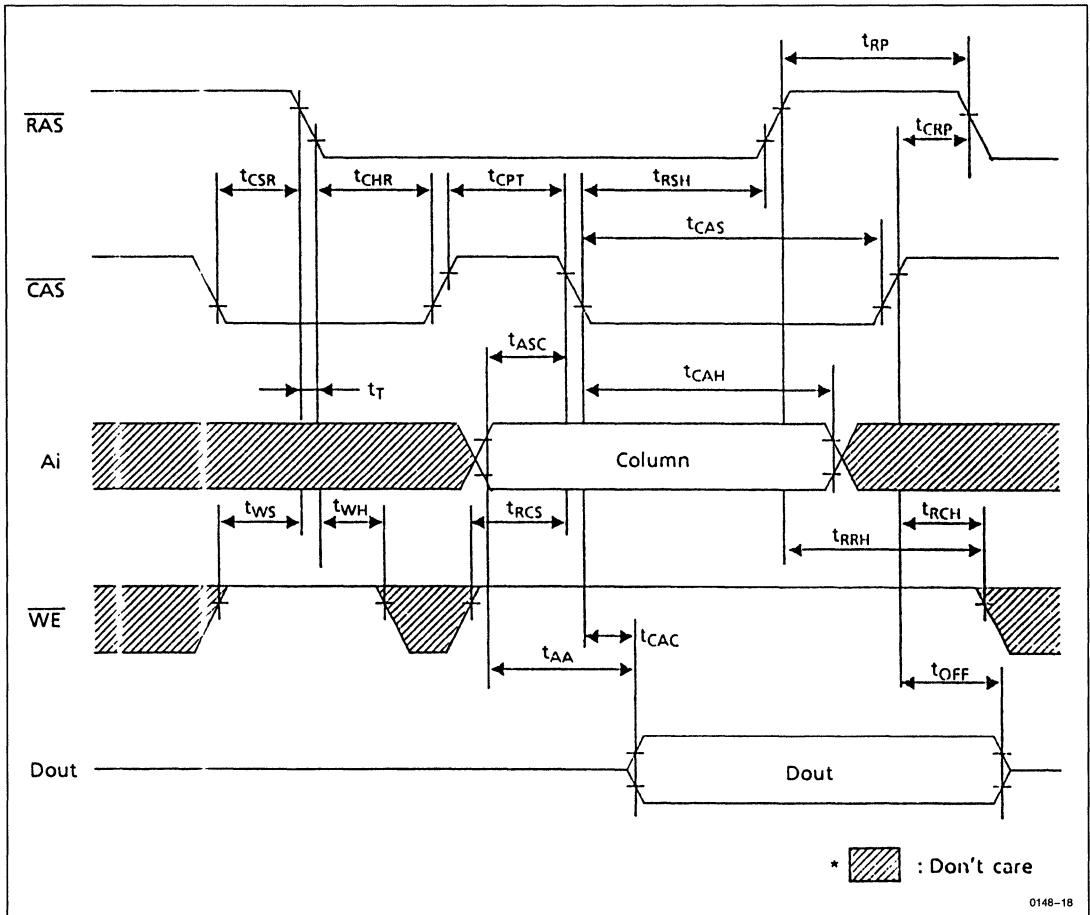 tRP
RAS
tCRP
tCSR tCHR tCPT tRSH
tCAS
CAS
tASC
tCAH
tT
Ai Column
tWS tWH tRCS tRCH
tRRH
WE
tCAC
tAA
tOFF
Dout Dout
* : Don't care
0148-18